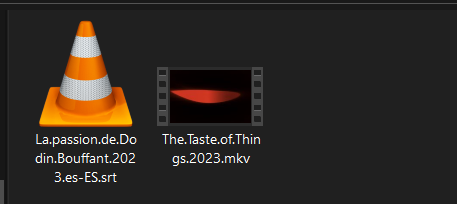 La.passion.de.Do
din.Bouffant.202
3.es-ES.srt
The.Taste.of.Thin
gs.2023.mkv